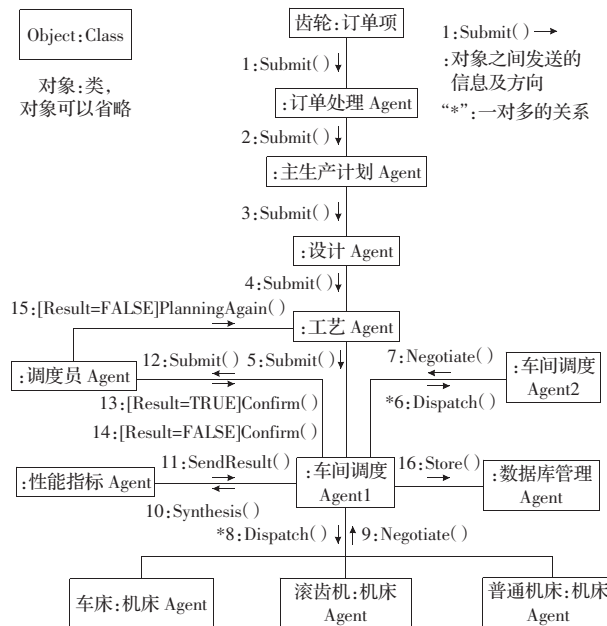 Object:Class
对象:类,
对象可以省略
齿轮:订单项
1:Submit()
:对象之间发送的
信息及方向
“*”:一对多的关系
1:Submit()
:订单处理 Agent
2:Submit()
:主生产计划 Agent
3:Submit()
:设计 Agent
4:Submit()
15:[Result=FALSE]PlanningAgain()
:工艺 Agent
12:Submit()
5:Submit()
7:Negotiate()
:调度员 Agent
:车间调度
Agent2
*6:Dispatch()
13:[Result=TRUE]Confirm()
14:[Result=FALSE]Confirm()
11:SendResult()
:车间调度
Agent1
16:Store()
:数据库管理
Agent
:性能指标 Agent
10:Synthesis()
*8:Dispatch()
9:Negotiate()
车床:机床 Agent
滚齿机:机床
Agent
普通机床:机床
Agent